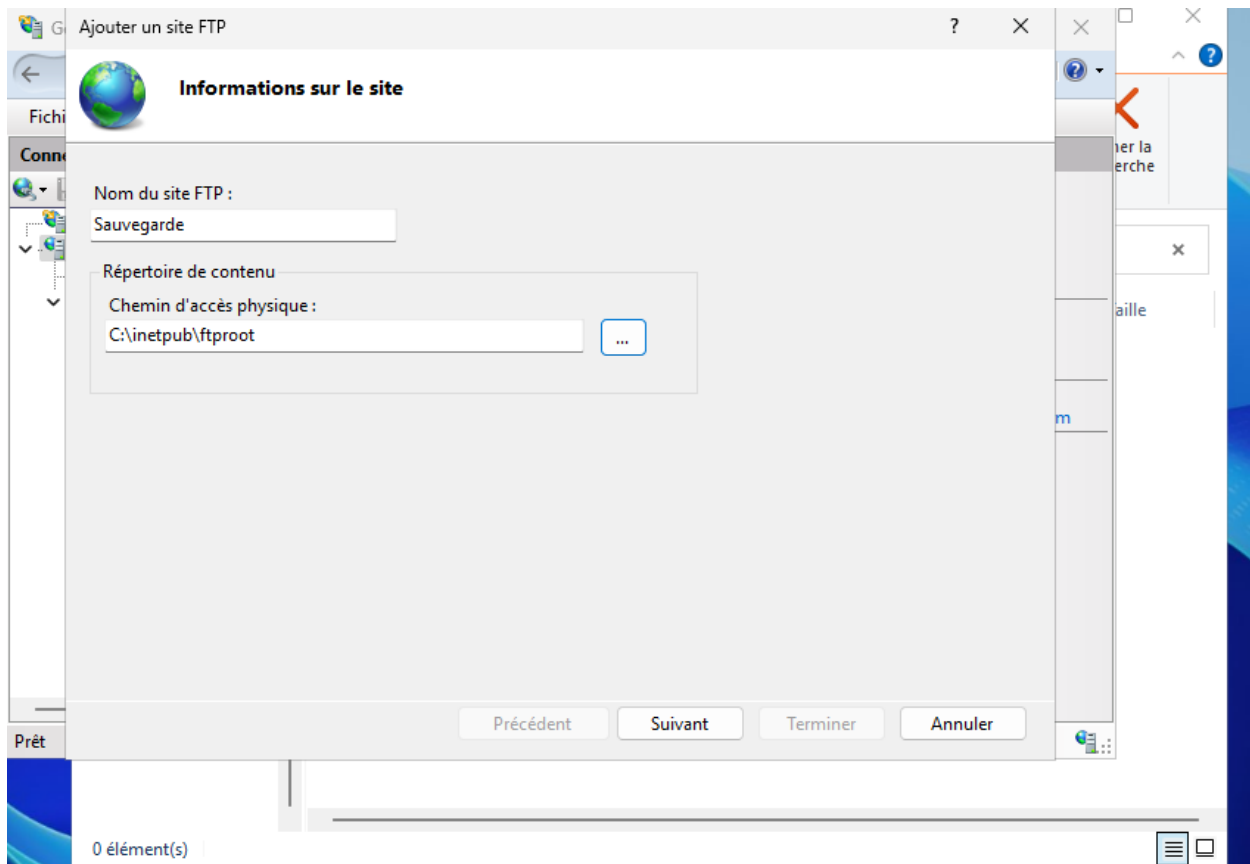 G
Ajouter un site FTP
?
Informations sur le site
?
?
Fichi
Conne
ner la
erche
Nom du site FTP :
Sauvegarde
Répertoire de contenu
Chemin d'accès physique :
aille
C:\inetpub\ftproot
...
m
Précédent
Suivant
Terminer
Annuler
Prêt
0 élément(s)